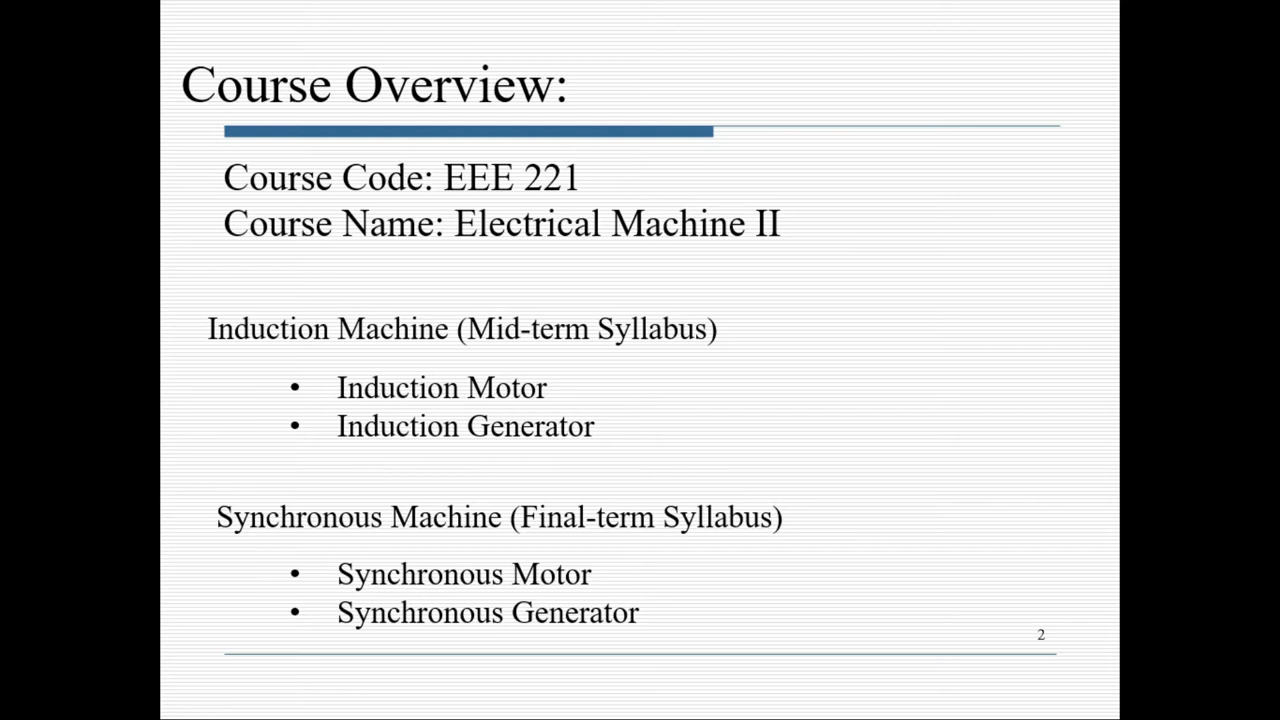 Course Overview:
Course Code: EEE 221
Course Name: Electrical Machine II
Induction Machine (Mid-term Syllabus)
• Induction Motor
• Induction Generator
Synchronous Machine (Final-term Syllabus)
• Synchronous Motor
• Synchronous Generator
2